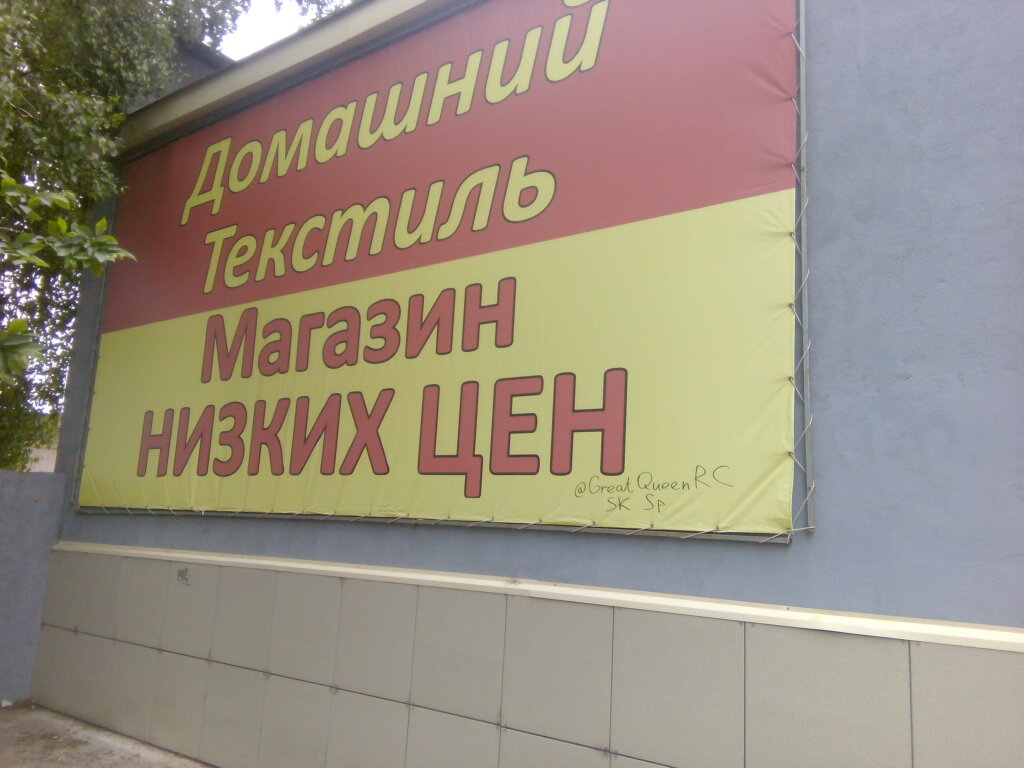 Домашний
Текстиль
Магазин
НИЗКИХ ЦЕН
@GreatQueenRC
SK Sp